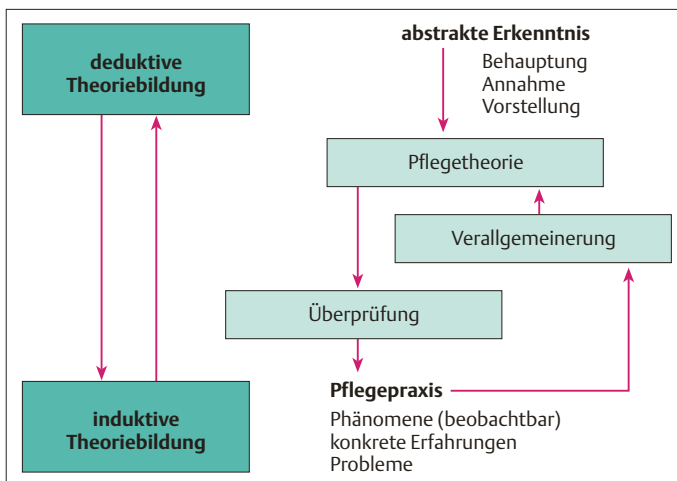 deduktive
Theoriebildung
abstrakte Erkenntnis
Behauptung
Annahme
Vorstellung
Pflegetheorie
Verallgemeinerung
Überprüfung
induktive
Theoriebildung
Pflegepraxis
Phänomene (beobachtbar)
konkrete Erfahrungen
Probleme